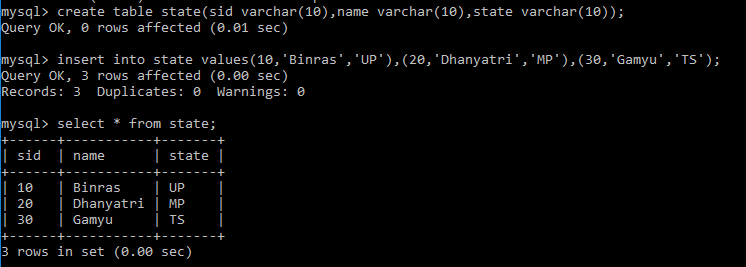 mysql> create table state(sid varchar(10),name varchar(10),state varchar(10));
Query OK, 0 rows affected (0.01 sec)
mysql> insert into state values(10,'Binras','UP'),(20,'Dhanyatri','MP'),(30,'Gamyu','TS');
Query OK, 3 rows affected (0.00 sec)
Records: 3  Duplicates: 0  Warnings: 0
mysql> select * from state;
+------+-----------+-------+
| sid  | name      | state |
+------+-----------+-------+
| 10   | Binras    | UP    |
| 20   | Dhanyatri | MP    |
| 30   | Gamyu     | TS    |
+------+-----------+-------+
3 rows in set (0.00 sec)